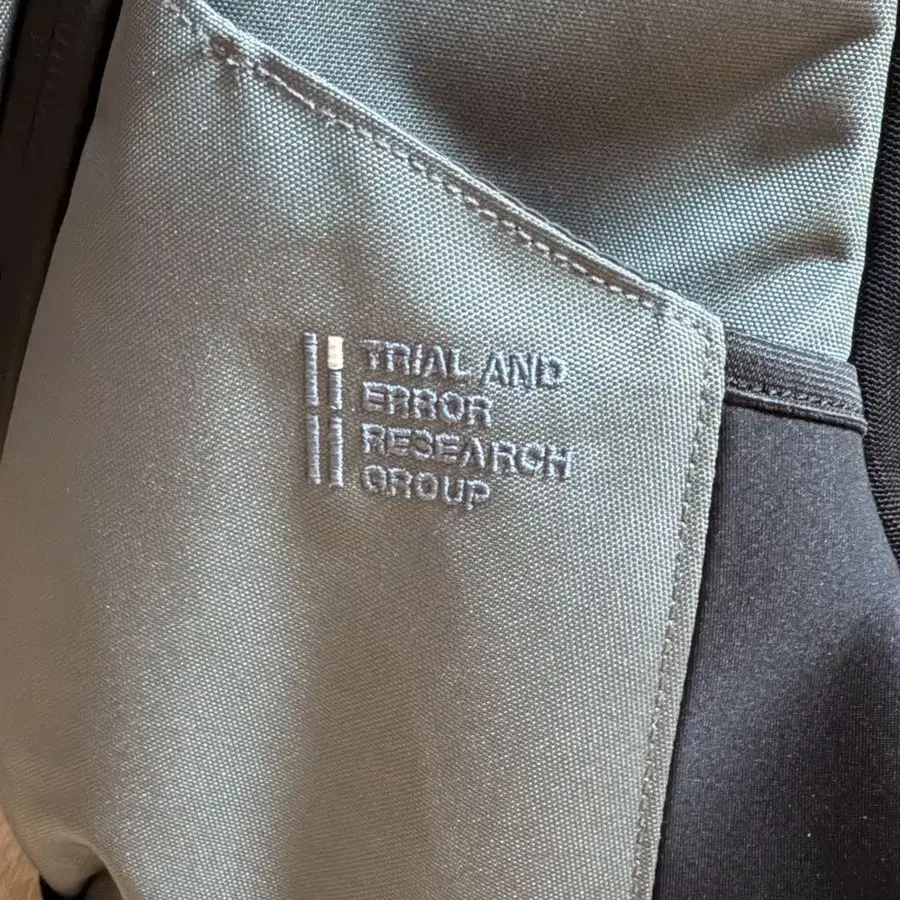 TRIAL AND
ERROR
RESEARCH
GROUP